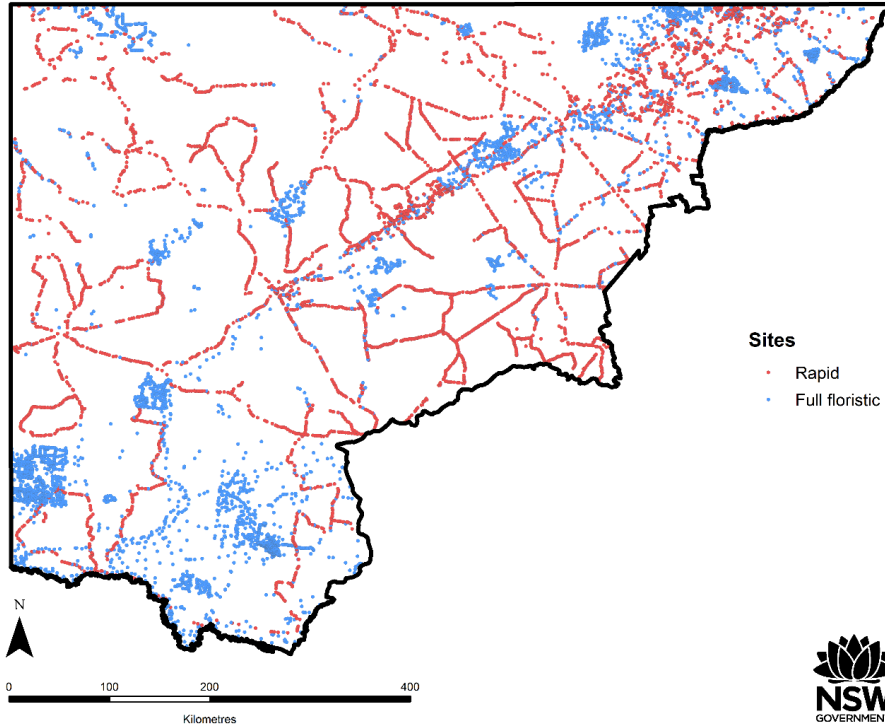 Sites
Rapid
Full floristic
N
0 100 200 400
Kilometres
NSW
GOVERNMENT